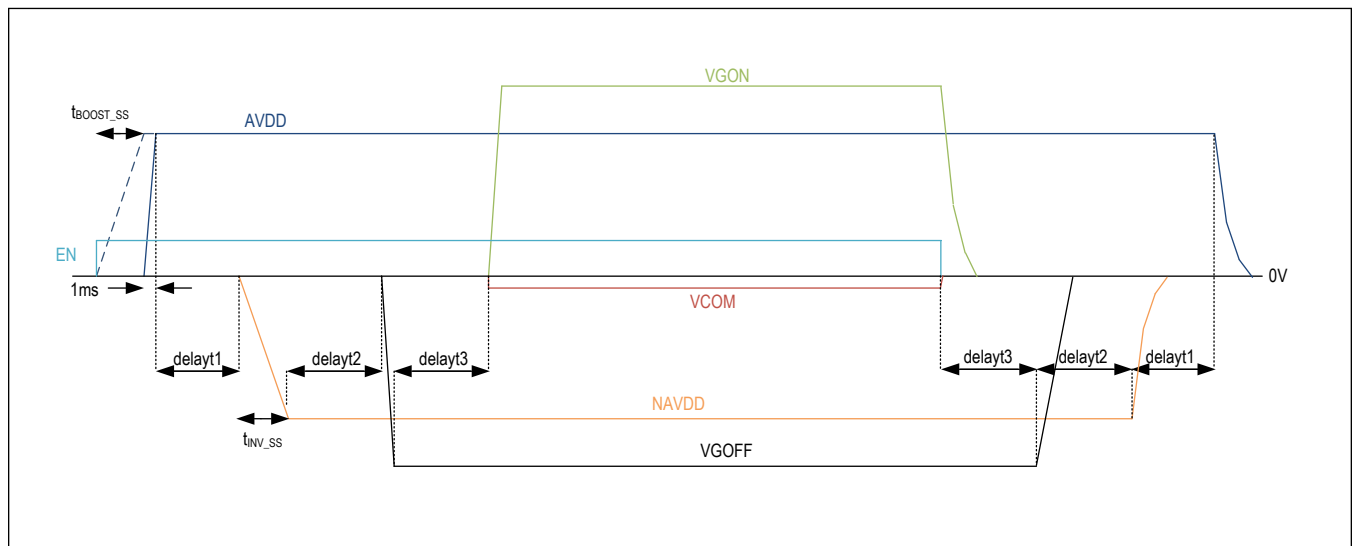 VGON
tBOOST_SS
AVDD
EN
0V
1ms
VCOM
delayt1
delayt2
delayt3
delayt3
delayt2
delayt1
NAVDD
tINV_SS
VGOFF